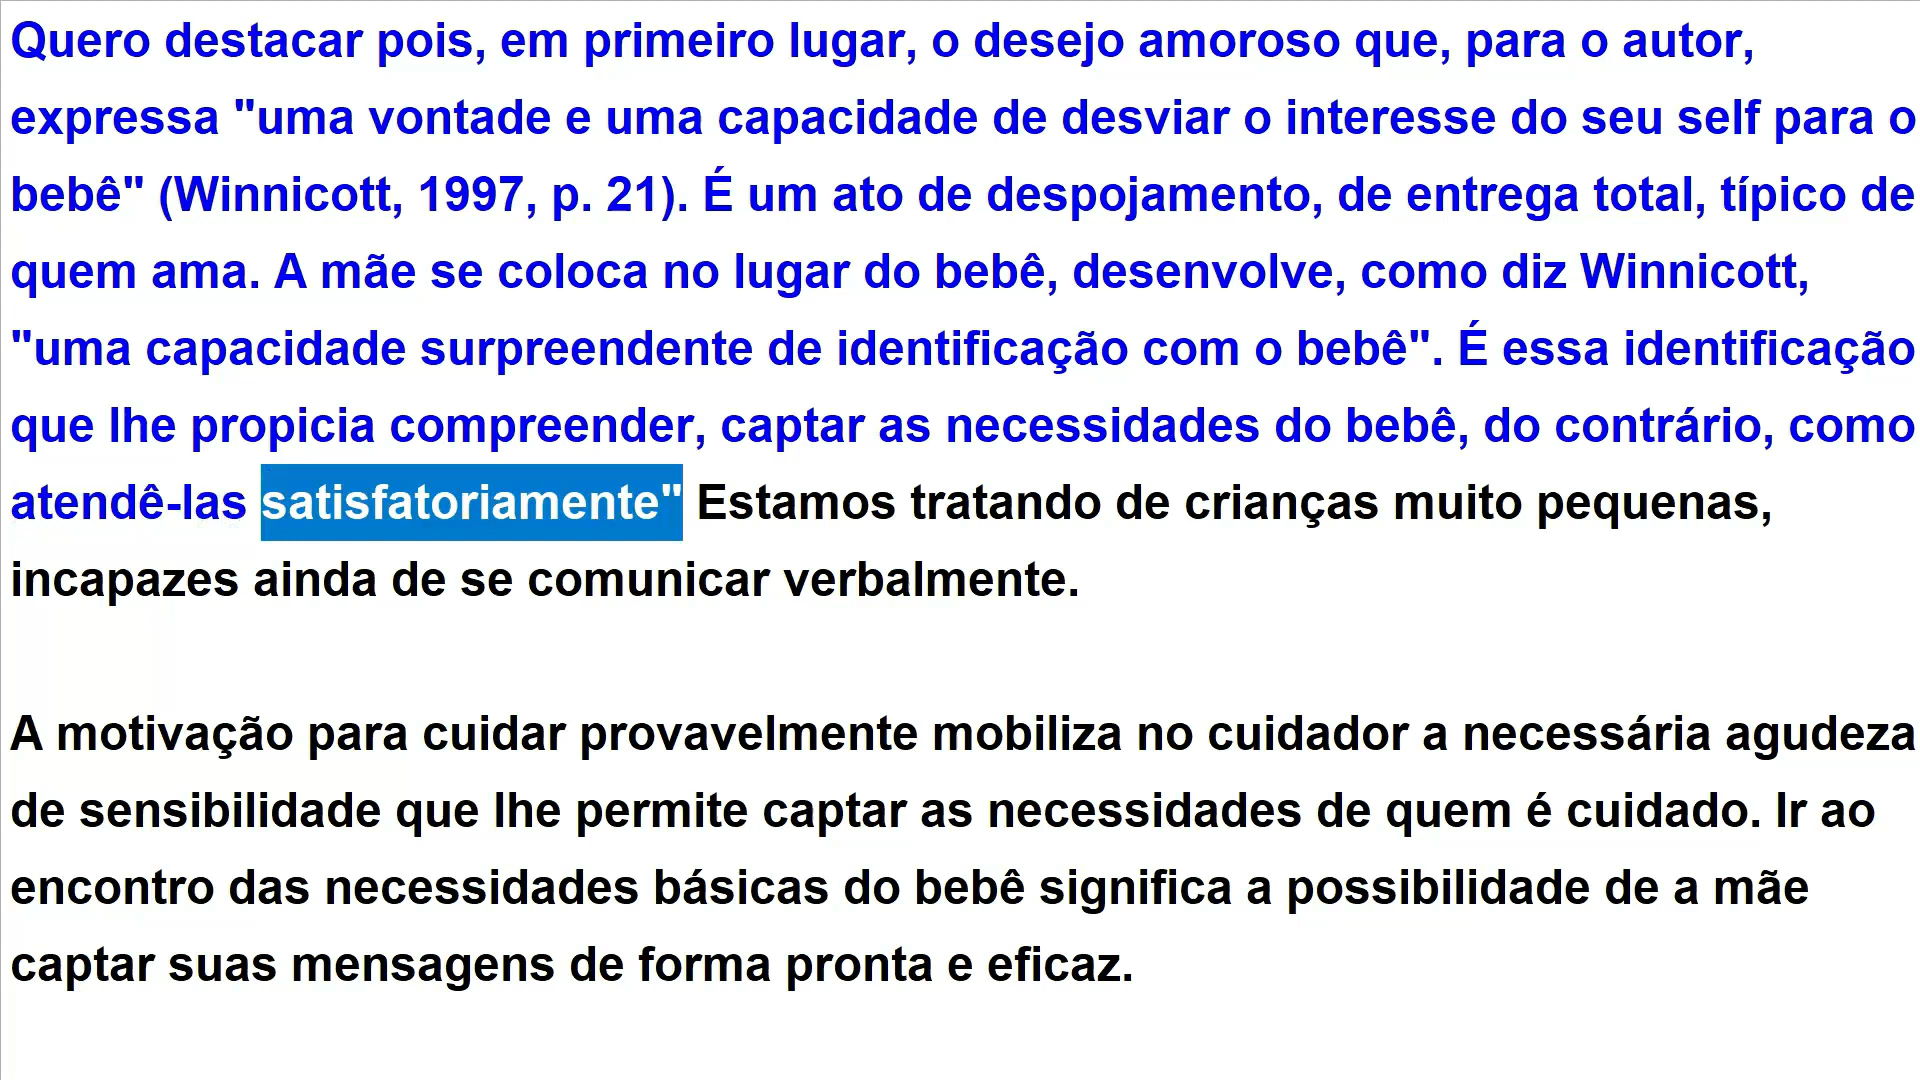 Quero destacar pois, em primeiro lugar, o desejo amoroso que, para o autor,
expressa "uma vontade e uma capacidade de desviar o interesse do seu self para o
bebê" (Winnicott, 1997, p. 21). É um ato de despojamento, de entrega total, típico de
quem ama. A mãe se coloca no lugar do bebê, desenvolve, como diz Winnicott,
"uma capacidade surpreendente de identificação com o bebê". É essa identificação
que lhe propicia compreender, captar as necessidades do bebê, do contrário, como
atendê-las satisfatoriamente" Estamos tratando de crianças muito pequenas,
incapazes ainda de se comunicar verbalmente.
A motivação para cuidar provavelmente mobiliza no cuidador a necessária agudeza
de sensibilidade que lhe permite captar as necessidades de quem é cuidado. Ir ao
encontro das necessidades básicas do bebê significa a possibilidade de a mãe
captar suas mensagens de forma pronta e eficaz.